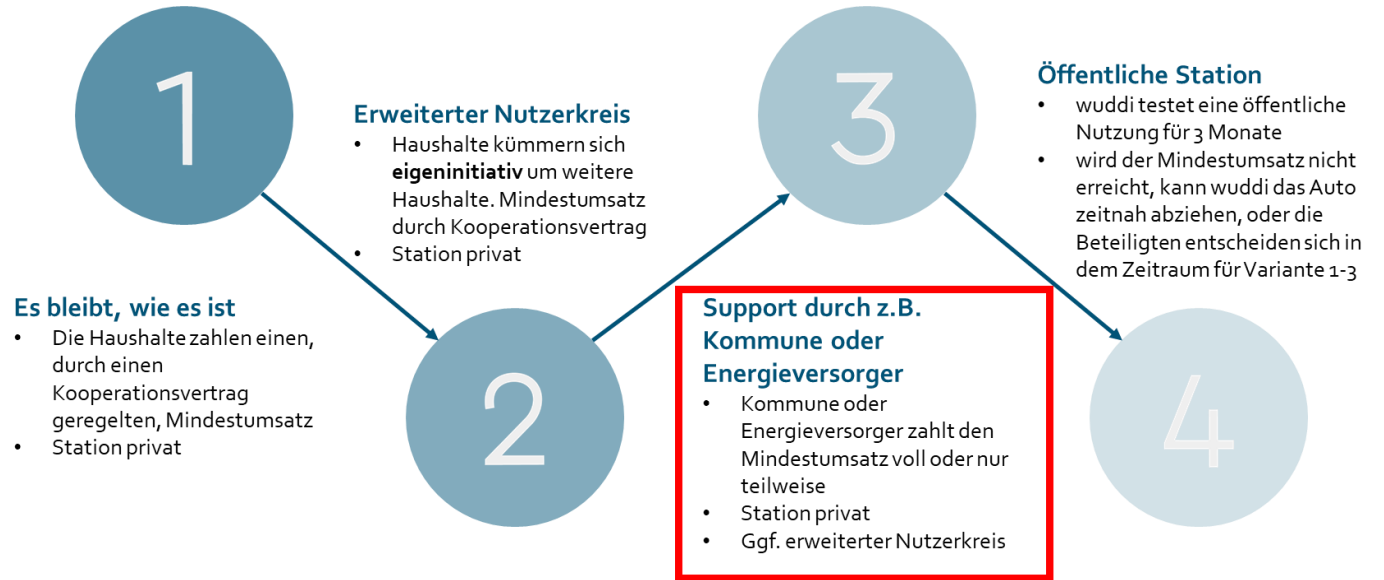 1
Es bleibt, wie es ist
• Die Haushalte zahlen einen,
durch einen
Kooperationsvertrag
geregelten, Mindestumsatz
• Station privat
2
Erweiterter Nutzerkreis
• Haushalte kümmern sich
eigeninitiativ um weitere
Haushalte. Mindestumsatz
durch Kooperationsvertrag
• Station privat
3
Support durch z.B.
Kommune oder
Energieversorger
• Kommune oder
Energieversorger zahlt den
Mindestumsatz voll oder nur
teilweise
• Station privat
• Ggf. erweiterter Nutzerkreis
4
Öffentliche Station
• wuddi testet eine öffentliche
Nutzung für 3 Monate
• wird der Mindestumsatz nicht
erreicht, kann wuddi das Auto
zeitnah abziehen, oder die
Beteiligten entscheiden sich in
dem Zeitraum für Variante 1-3